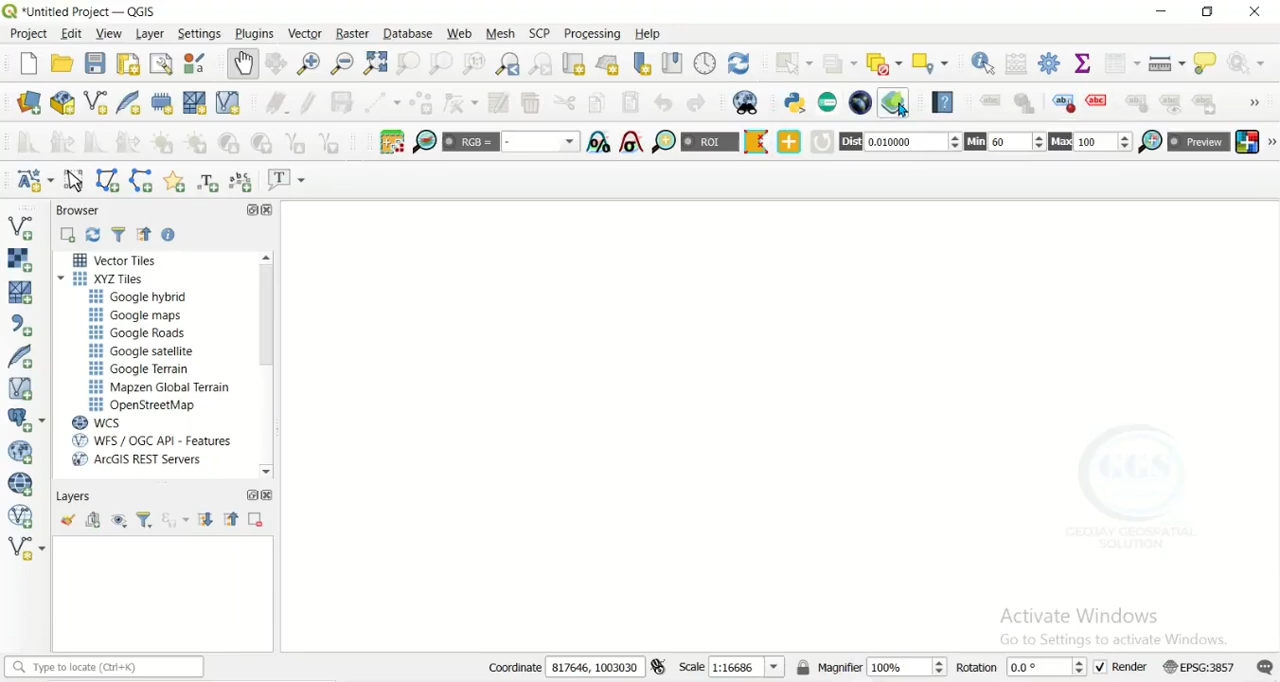 *Untitled Project — QGIS
Project Edit View Layer Settings Plugins Vector Raster Database Web Mesh SCP Processing Help
RGB = - ROI Dist 0.010000 Min 60 Max 100 Preview
Browser
Vector Tiles
XYZ Tiles
Google hybrid
Google maps
Google Roads
Google satellite
Google Terrain
Mapzen Global Terrain
OpenStreetMap
WCS
WFS / OGC API - Features
ArcGIS REST Servers
Layers
GGS
GEOJAY GEOSPATIAL
SOLUTION
Activate Windows
Go to Settings to activate Windows.
Type to locate (Ctrl+K) Coordinate 817646, 1003030 Scale 1:16686 Magnifier 100% Rotation 0.0 ° Render EPSG:3857